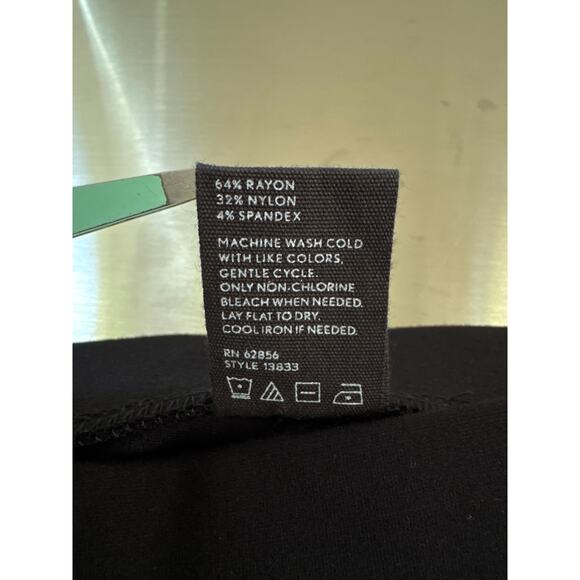 64% RAYON
32% NYLON
4% SPANDEX
MACHINE WASH COLD
WITH LIKE COLORS,
GENTLE CYCLE.
ONLY NON-CHLORINE
BLEACH WHEN NEEDED.
LAY FLAT TO DRY.
COOL IRON IF NEEDED.
RN 62856
STYLE 13833